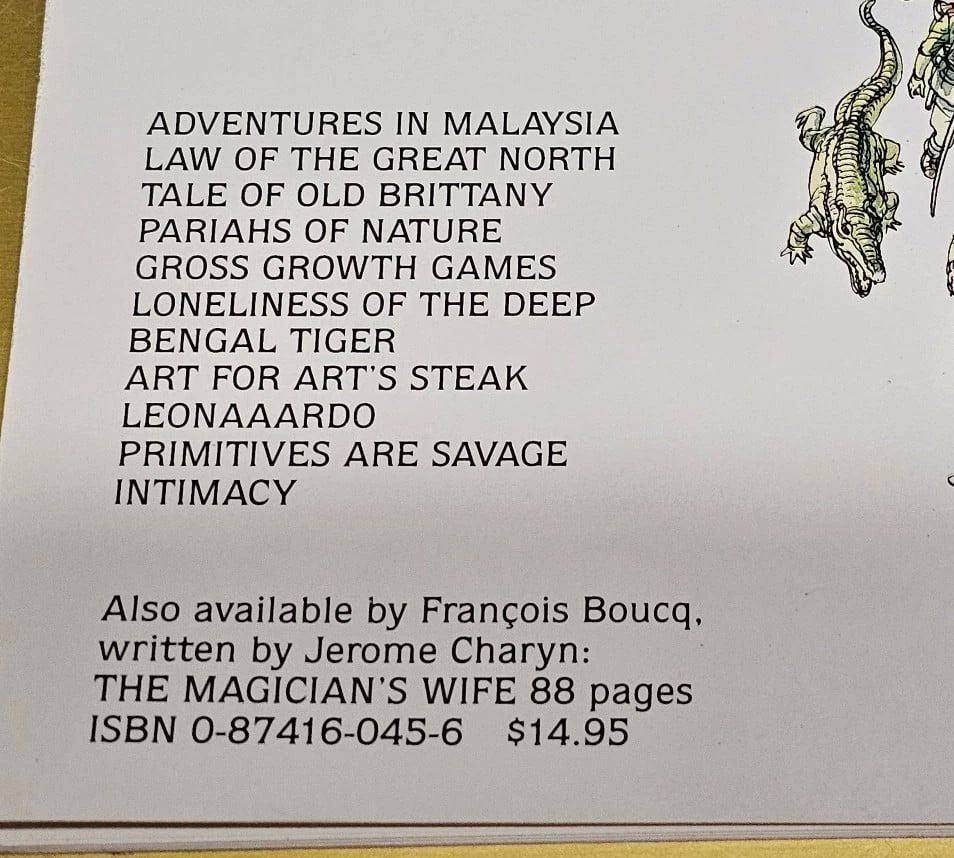 ADVENTURES IN MALAYSIA
LAW OF THE GREAT NORTH
TALE OF OLD BRITTANY
PARIAHS OF NATURE
GROSS GROWTH GAMES
LONELINESS OF THE DEEP
BENGAL TIGER
ART FOR ART'S STEAK
LEONAAARDO
PRIMITIVES ARE SAVAGE
INTIMACY
Also available by François Boucq,
written by Jerome Charyn:
THE MAGICIAN'S WIFE 88 pages
ISBN 0-87416-045-6 $14.95